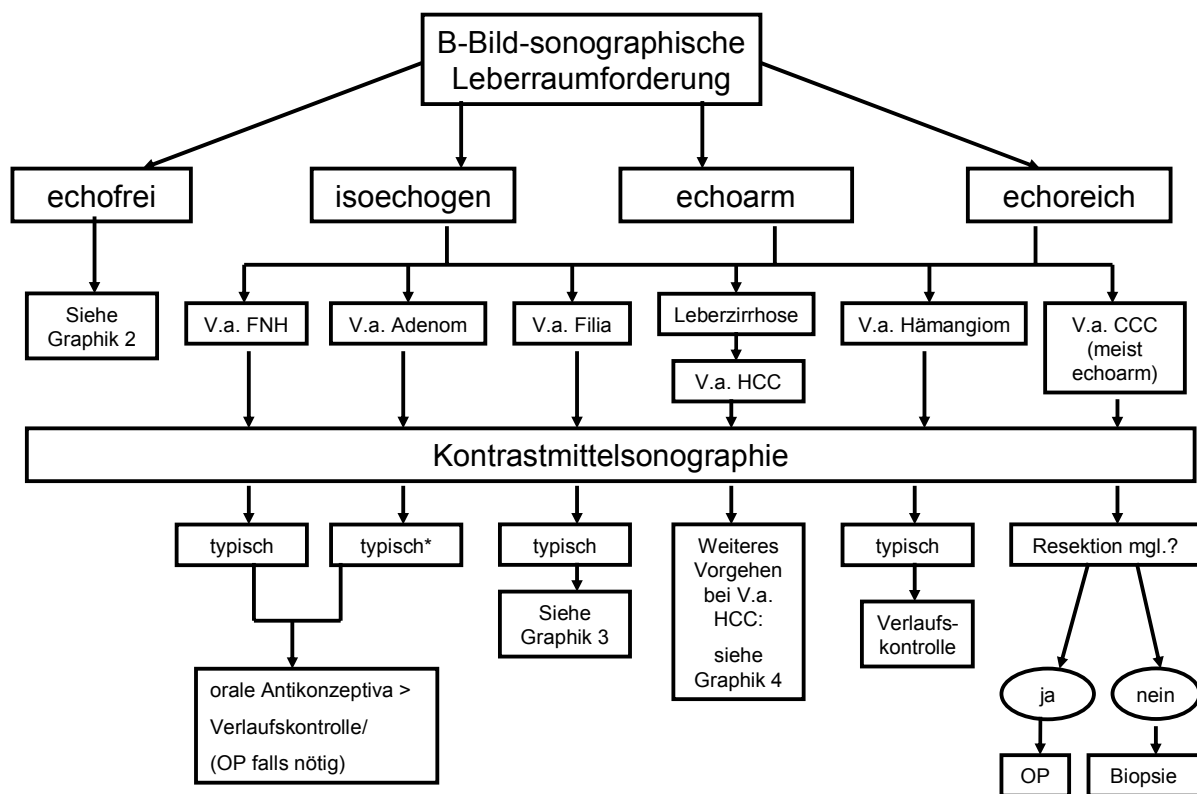 B-Bild-sonographische
Leberraumforderung
echofrei
isoechogen
echoarm
echoreich
Siehe
Graphik 2
V.a. FNH
V.a. Adenom
V.a. Filia
Leberzirrhose
V.a. HCC
V.a. Hämangiom
V.a. CCC
(meist
echoarm)
Kontrastmittelsonographie
typisch
typisch*
typisch
Weiteres
Vorgehen
bei V.a.
HCC:
siehe
Graphik 4
typisch
Resektion mgl.?
Siehe
Graphik 3
Verlaufs-
kontrolle
orale Antikonzeptiva >
Verlaufskontrolle/
(OP falls nötig)
ja
nein
OP
Biopsie